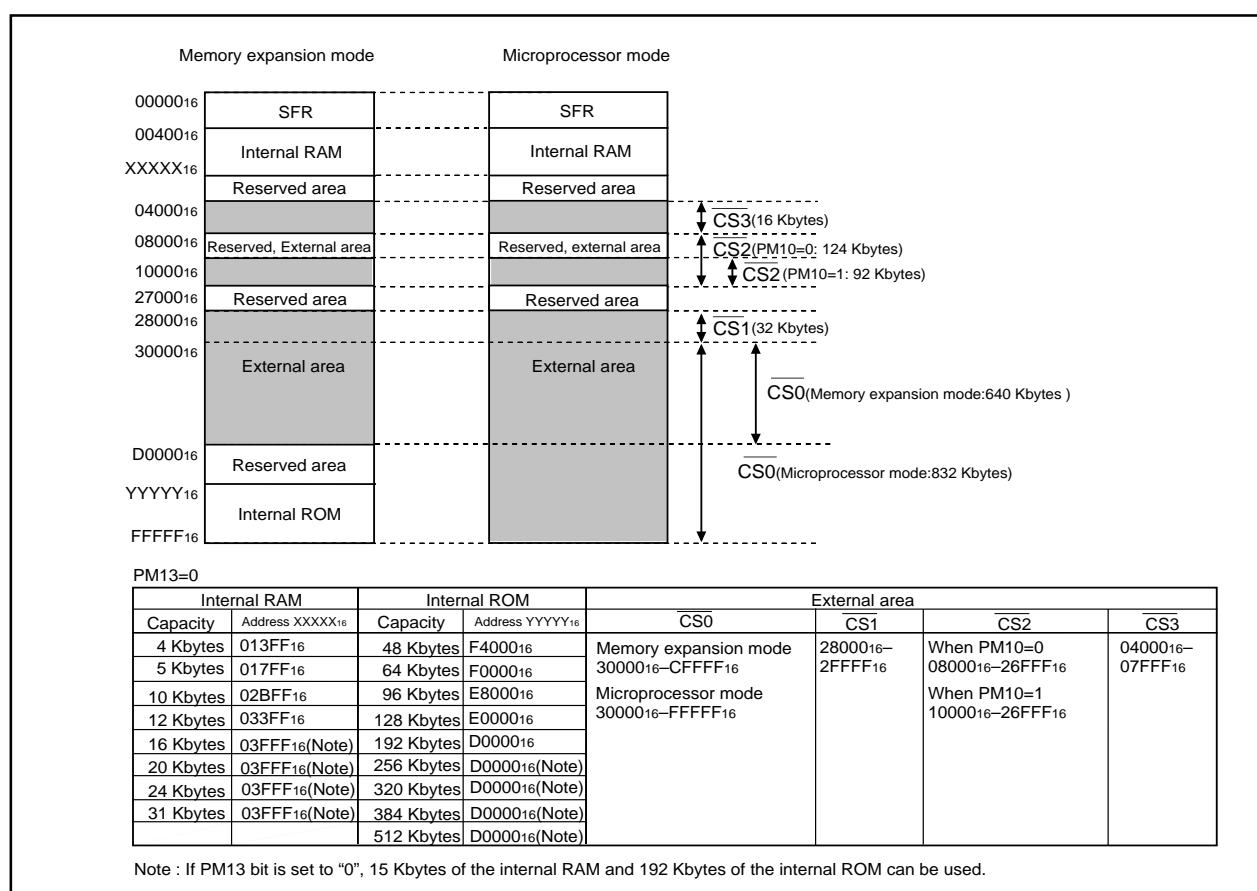 Memory expansion mode
Microprocessor mode
0000016
SFR
SFR
0040016
Internal RAM
Internal RAM
XXXXX16
Reserved area
Reserved area
0400016
CS3(16 Kbytes)
0800016
Reserved, External area
Reserved, external area
CS2(PM10=0: 124 Kbytes)
1000016
CS2(PM10=1: 92 Kbytes)
2700016
Reserved area
Reserved area
2800016
CS1(32 Kbytes)
3000016
External area
External area
CS0(Memory expansion mode:640 Kbytes )
D000016
Reserved area
CS0(Microprocessor mode:832 Kbytes)
YYYYY16
Internal ROM
FFFFF16
PM13=0
Internal RAM Internal ROM External area
Capacity Address XXXXX16 Capacity Address YYYYY16 CS0 CS1 CS2 CS3
4 Kbytes 013FF16 48 Kbytes F400016 Memory expansion mode 2800016– When PM10=0 0400016–
5 Kbytes 017FF16 64 Kbytes F000016 3000016–CFFFF16 2FFFF16 0800016–26FFF16 07FFF16
10 Kbytes 02BFF16 96 Kbytes E800016 Microprocessor mode When PM10=1
12 Kbytes 033FF16 128 Kbytes E000016 3000016–FFFFF16 1000016–26FFF16
16 Kbytes 03FFF16(Note) 192 Kbytes D000016
20 Kbytes 03FFF16(Note) 256 Kbytes D000016(Note)
24 Kbytes 03FFF16(Note) 320 Kbytes D000016(Note)
31 Kbytes 03FFF16(Note) 384 Kbytes D000016(Note)
512 Kbytes D000016(Note)
Note : If PM13 bit is set to “0”, 15 Kbytes of the internal RAM and 192 Kbytes of the internal ROM can be used.